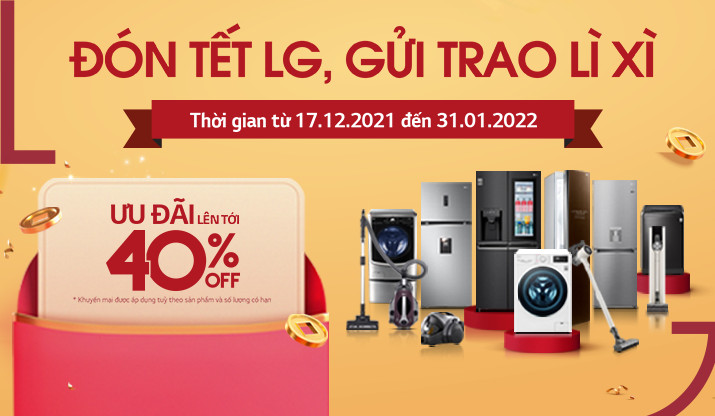 ĐÓN TẾT LG, GỬI TRAO LÌ XÌ
Thời gian từ 17.12.2021 đến 31.01.2022
ƯU ĐÃI LÊN TỚI
40% OFF
* Khuyến mại được áp dụng tuỳ theo sản phẩm và số lượng có hạn